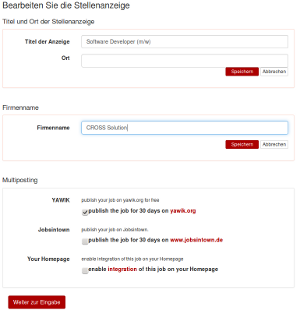 Bearbeiten Sie die Stellenanzeige
Titel und Ort der Stellenanzeige
Titel der Anzeige Software Developer (m/w)
Ort
Speichern Abbrechen
Firmenname
Firmenname CROSS Solution
Speichern Abbrechen
Multiposting
YAWIK publish your job on yawik.org for free
publish the job for 30 days on yawik.org
Jobsintown publish your job on Jobsintown.
publish the job for 30 days on www.jobsintown.de
Your Homepage enable integration of this job on your Homepage
enable integration of this job on your Homepage
Weiter zur Eingabe